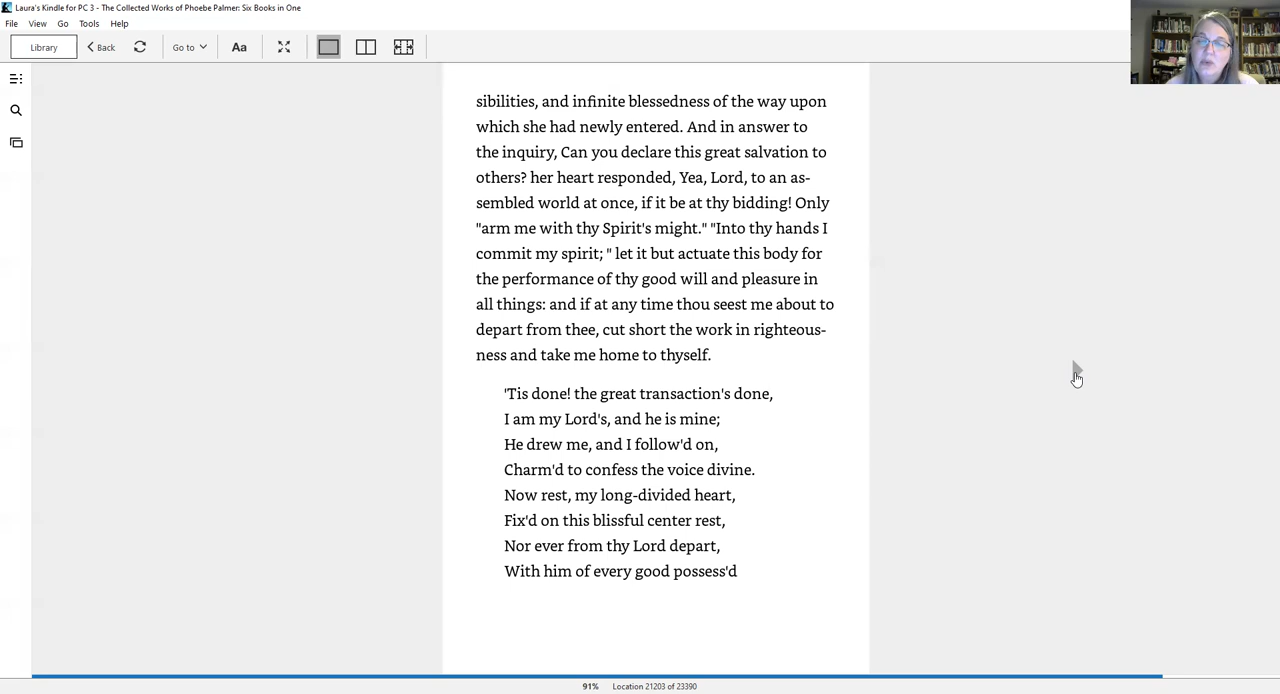 Laura's Kindle for PC 3 - The Collected Works of Phoebe Palmer: Six Books in One
File View Go Tools Help
Library Back Go to Aa
sibilities, and infinite blessedness of the way upon
which she had newly entered. And in answer to
the inquiry, Can you declare this great salvation to
others? her heart responded, Yea, Lord, to an as-
sembled world at once, if it be at thy bidding! Only
"arm me with thy Spirit's might." "Into thy hands I
commit my spirit; " let it but actuate this body for
the performance of thy good will and pleasure in
all things: and if at any time thou seest me about to
depart from thee, cut short the work in righteous-
ness and take me home to thyself.
'Tis done! the great transaction's done,
I am my Lord's, and he is mine;
He drew me, and I follow'd on,
Charm'd to confess the voice divine.
Now rest, my long-divided heart,
Fix'd on this blissful center rest,
Nor ever from thy Lord depart,
With him of every good possess'd
91% Location 21203 of 23390